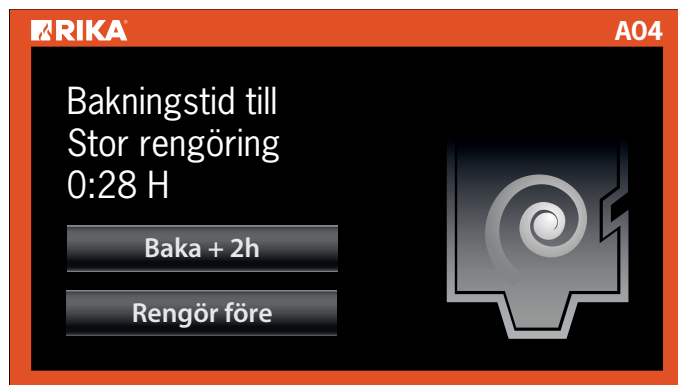 RIKA
A04
Bakningstid till
Stor rengöring
0:28 H
Baka + 2h
Rengör före